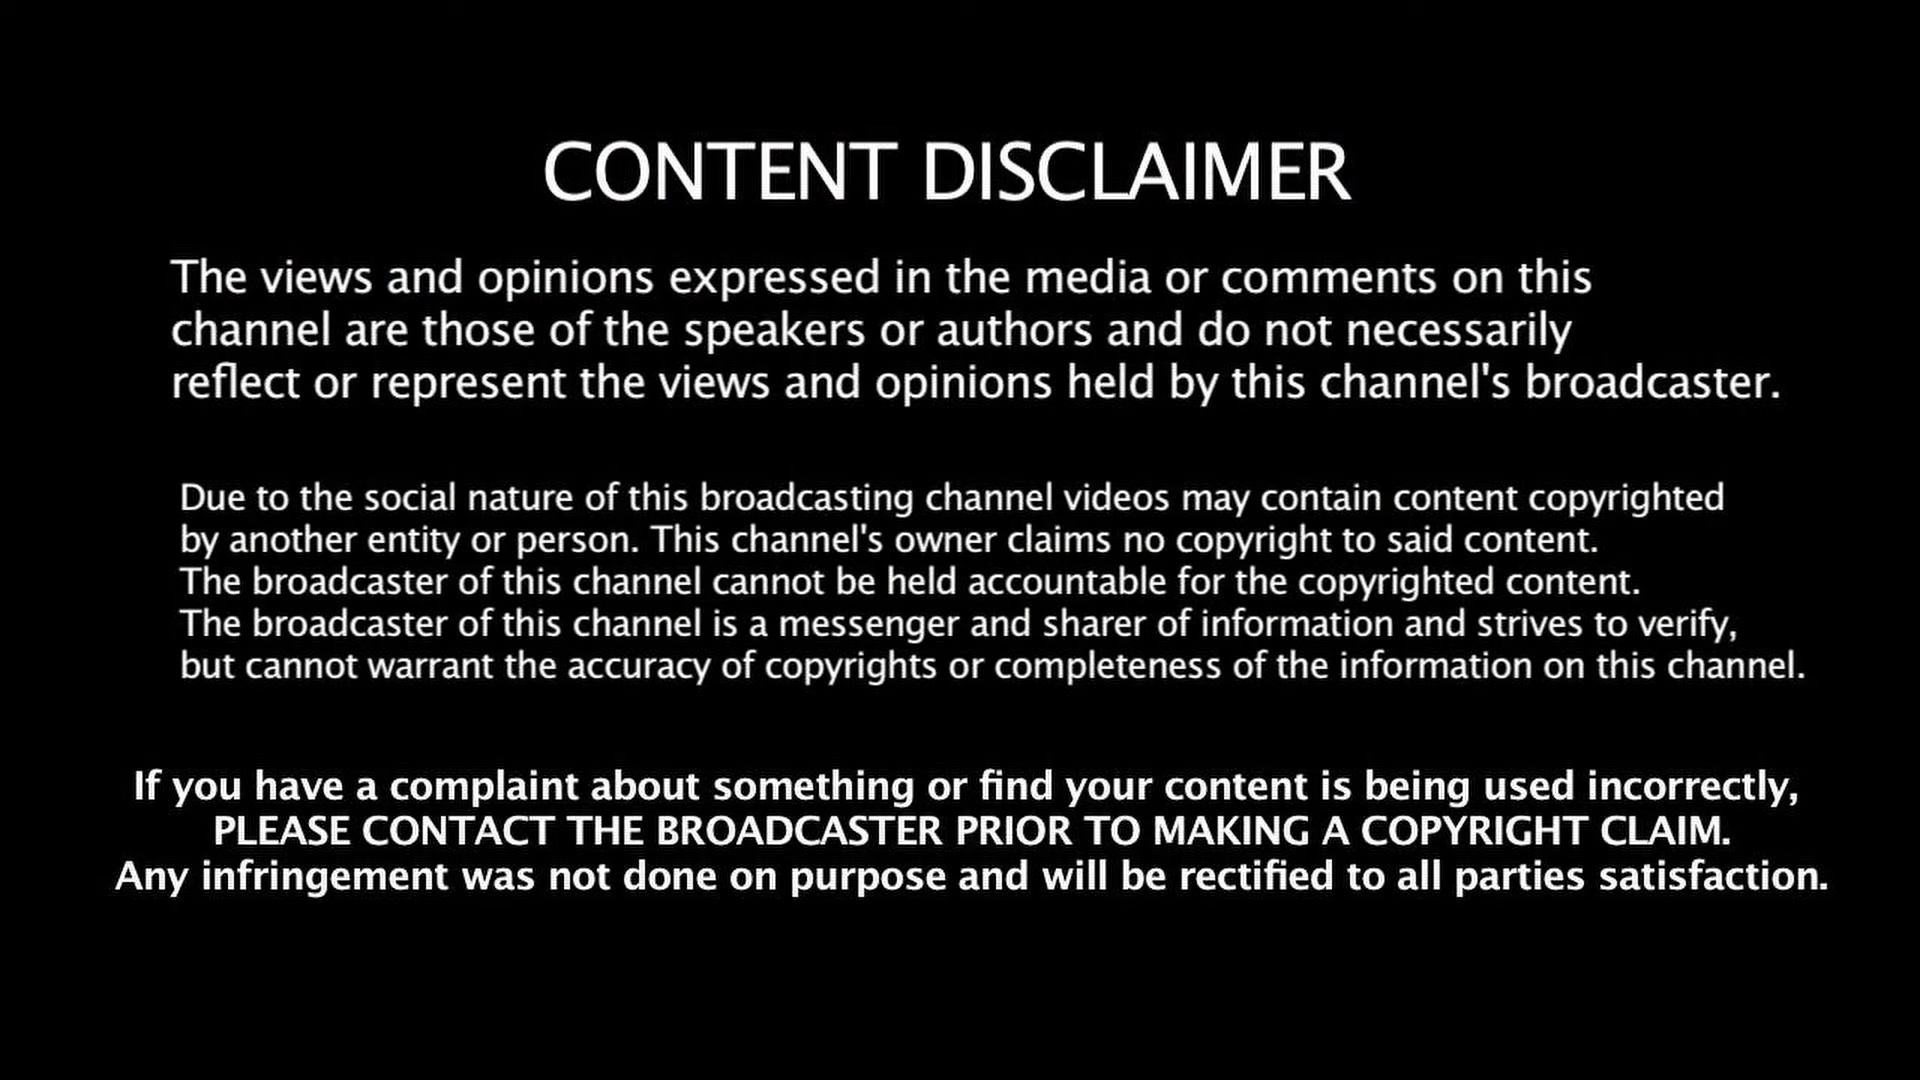 CONTENT DISCLAIMER
The views and opinions expressed in the media or comments on this
channel are those of the speakers or authors and do not necessarily
reflect or represent the views and opinions held by this channel's broadcaster.
Due to the social nature of this broadcasting channel videos may contain content copyrighted
by another entity or person. This channel's owner claims no copyright to said content.
The broadcaster of this channel cannot be held accountable for the copyrighted content.
The broadcaster of this channel is a messenger and sharer of information and strives to verify,
but cannot warrant the accuracy of copyrights or completeness of the information on this channel.
If you have a complaint about something or find your content is being used incorrectly,
PLEASE CONTACT THE BROADCASTER PRIOR TO MAKING A COPYRIGHT CLAIM.
Any infringement was not done on purpose and will be rectified to all parties satisfaction.